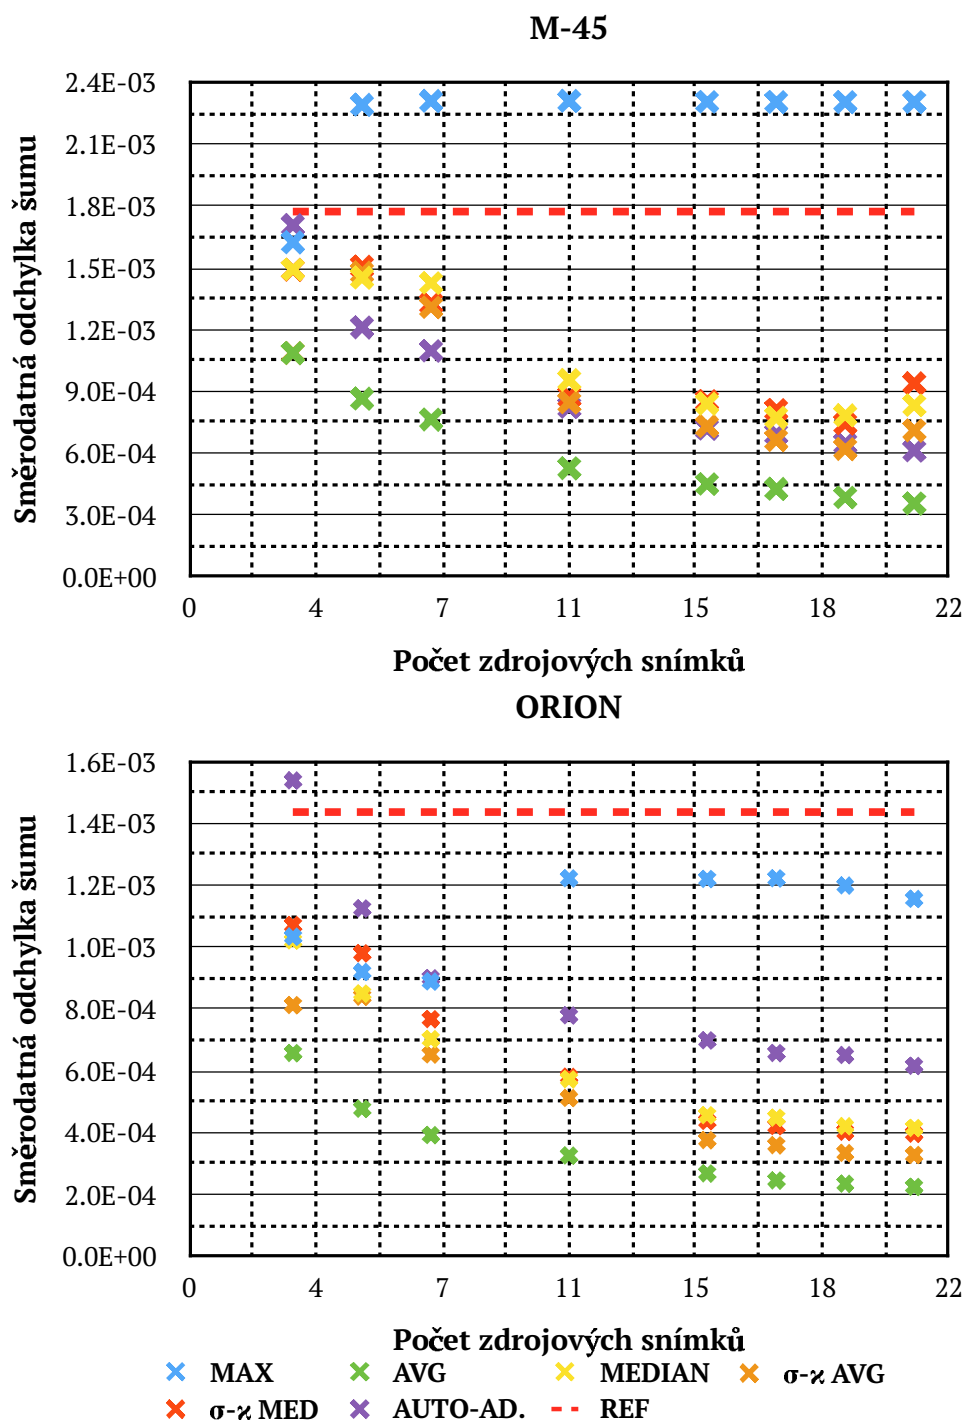 M-45
2.4E-03
2.1E-03
1.8E-03
1.5E-03
1.2E-03
9.0E-04
6.0E-04
3.0E-04
0.0E+00
Směrodatná odchylka šumu
0 4 7 11 15 18 22
Počet zdrojových snímků
ORION
1.6E-03
1.4E-03
1.2E-03
1.0E-03
8.0E-04
6.0E-04
4.0E-04
2.0E-04
0.0E+00
Směrodatná odchylka šumu
0 4 7 11 15 18 22
Počet zdrojových snímků
MAX AVG MEDIAN σ-ϰ AVG
σ-ϰ MED AUTO-AD. REF